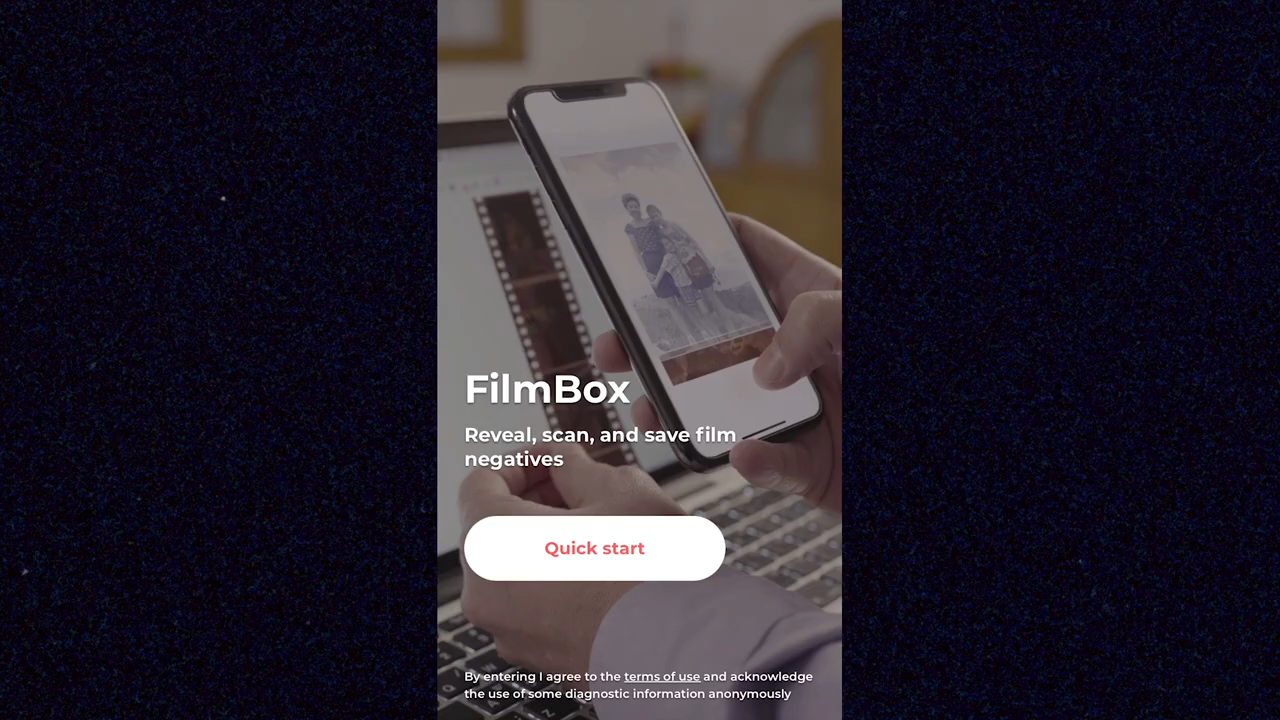 FilmBox
Reveal, scan, and save film
negatives
Quick start
By entering I agree to the terms of use and acknowledge
the use of some diagnostic information anonymously